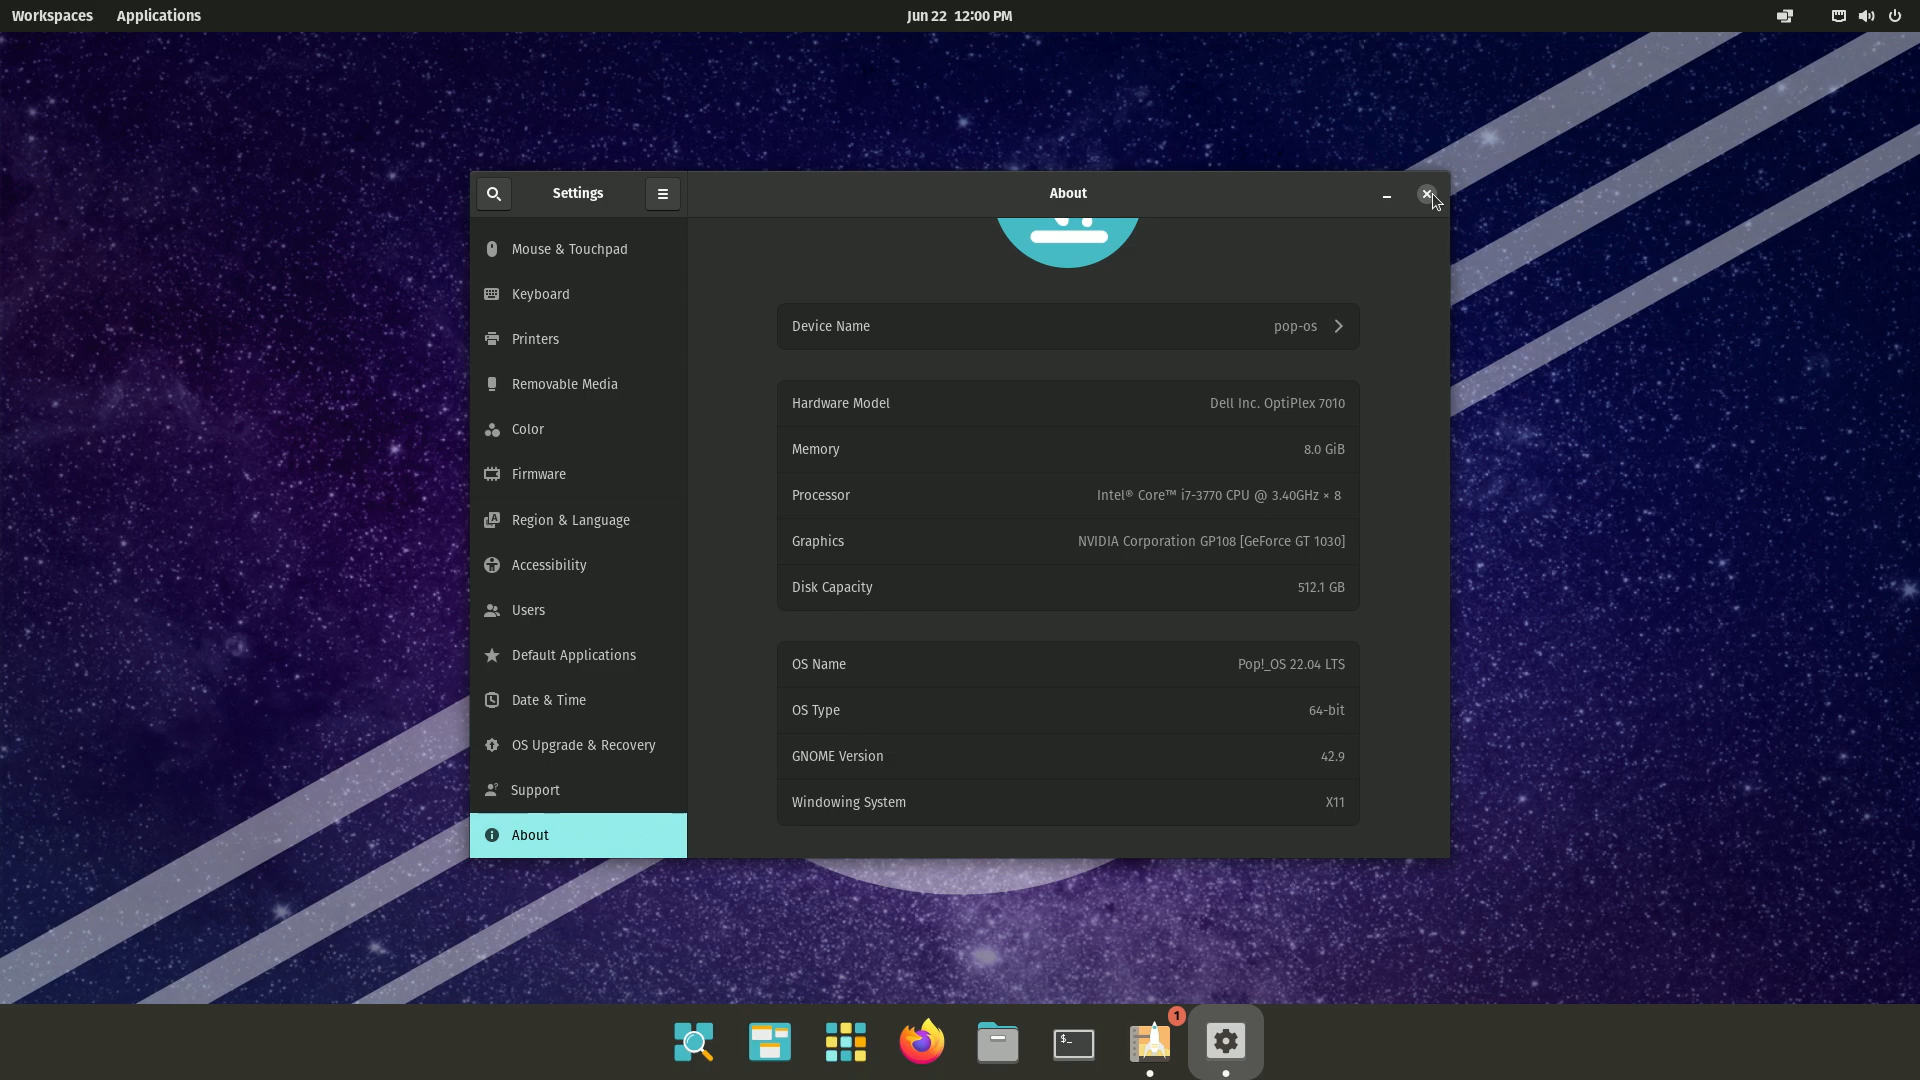 Workspaces Applications Jun 22 12:00 PM
Settings About
Mouse & Touchpad
Keyboard
Printers
Removable Media
Color
Firmware
Region & Language
Accessibility
Users
Default Applications
Date & Time
OS Upgrade & Recovery
Support
About
Device Name pop-os
Hardware Model Dell Inc. OptiPlex 7010
Memory 8.0 GiB
Processor Intel® Core™ i7-3770 CPU @ 3.40GHz × 8
Graphics NVIDIA Corporation GP108 [GeForce GT 1030]
Disk Capacity 512.1 GB
OS Name Pop!_OS 22.04 LTS
OS Type 64-bit
GNOME Version 42.9
Windowing System X11
$_
1